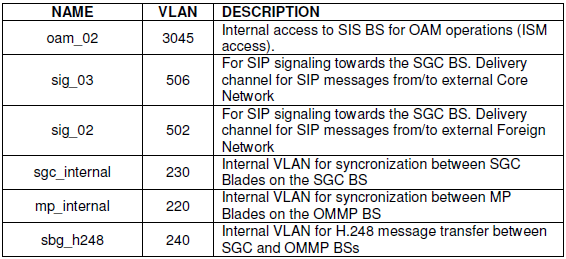 NAME VLAN DESCRIPTION
oam_02 3045 Internal access to SIS BS for OAM operations (ISM
access).
sig_03 506 For SIP signaling towards the SGC BS. Delivery
channel for SIP messages from/to external Core
Network
sig_02 502 For SIP signaling towards the SGC BS. Delivery
channel for SIP messages from/to external Foreign
Network
sgc_internal 230 Internal VLAN for syncronization between SGC
Blades on the SGC BS
mp_internal 220 Internal VLAN for syncronization between MP
Blades on the OMMP BS
sbg_h248 240 Internal VLAN for H.248 message transfer between
SGC and OMMP BSs